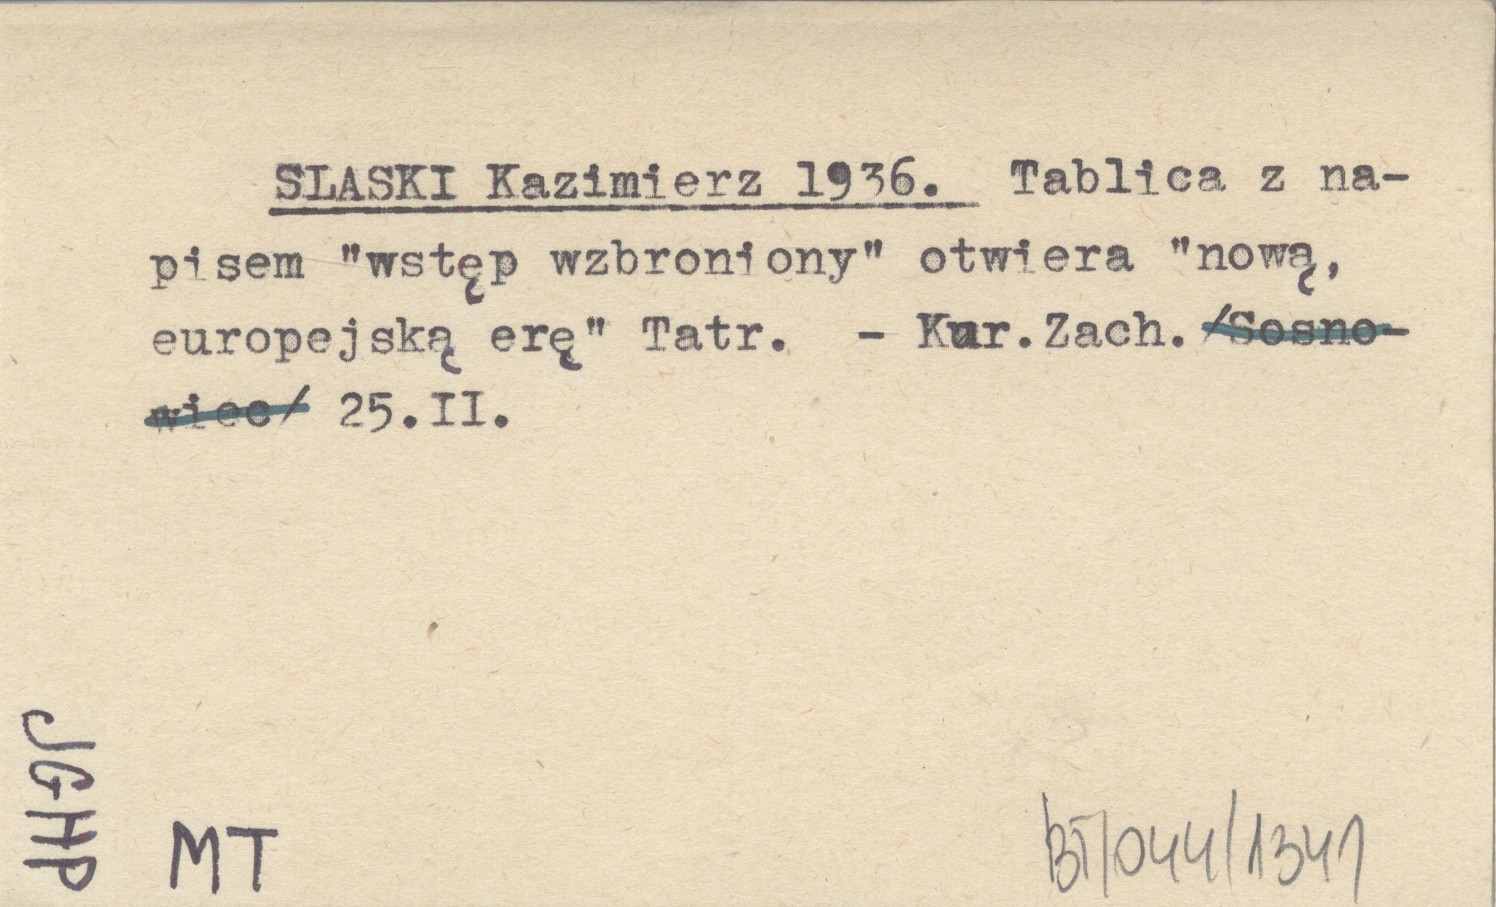 SLASKI Kazimierz 1936. Tablica z na-
pisem "wstęp wzbroniony" otwiera "nową,
europejską erę" Tatr. - Kur.Zach. /Sosno-
wiec/ 25.II.
JGHP
MT
BT/044/1341